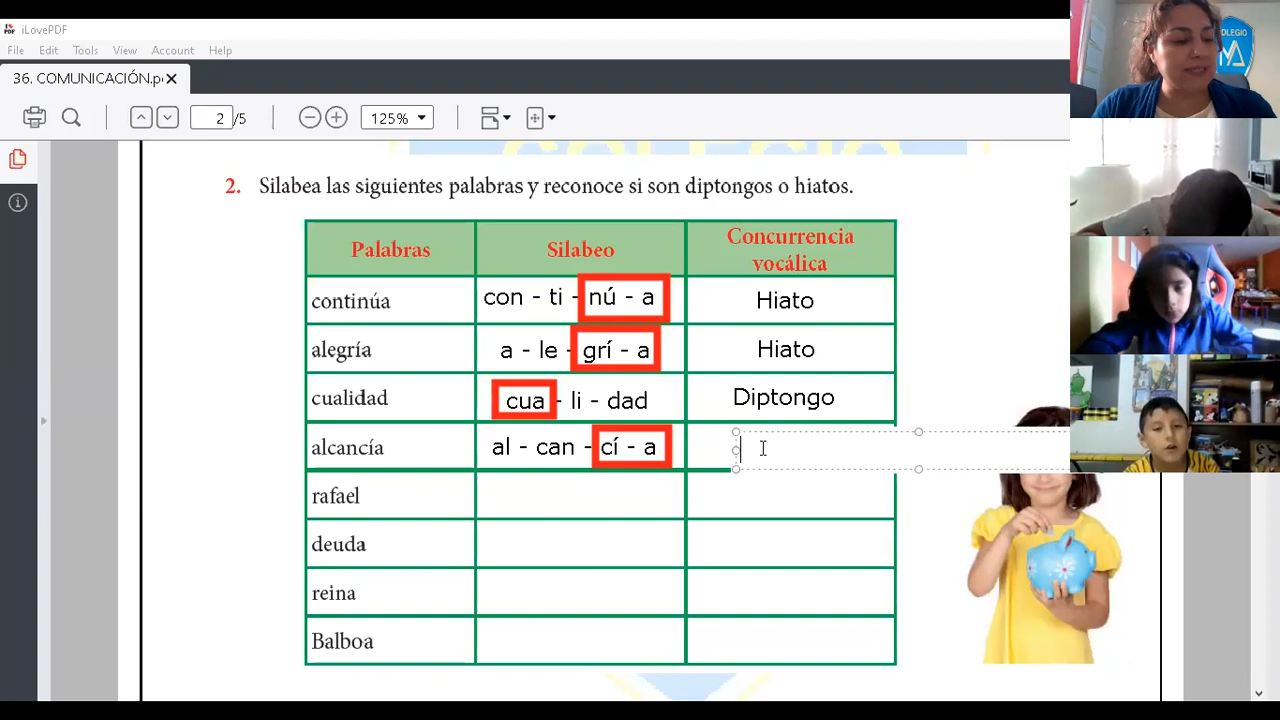 iLovePDF
File Edit Tools View Account Help
36. COMUNICACIÓN.p
2 /5 125%
2. Silabea las siguientes palabras y reconoce si son diptongos o hiatos.
Palabras Silabeo Concurrencia
vocálica
continúa con - ti - nú - a Hiato
alegría a - le - grí - a Hiato
cualidad cua - li - dad Diptongo
alcancía al - can - cí - a
rafael
deuda
reina
Balboa